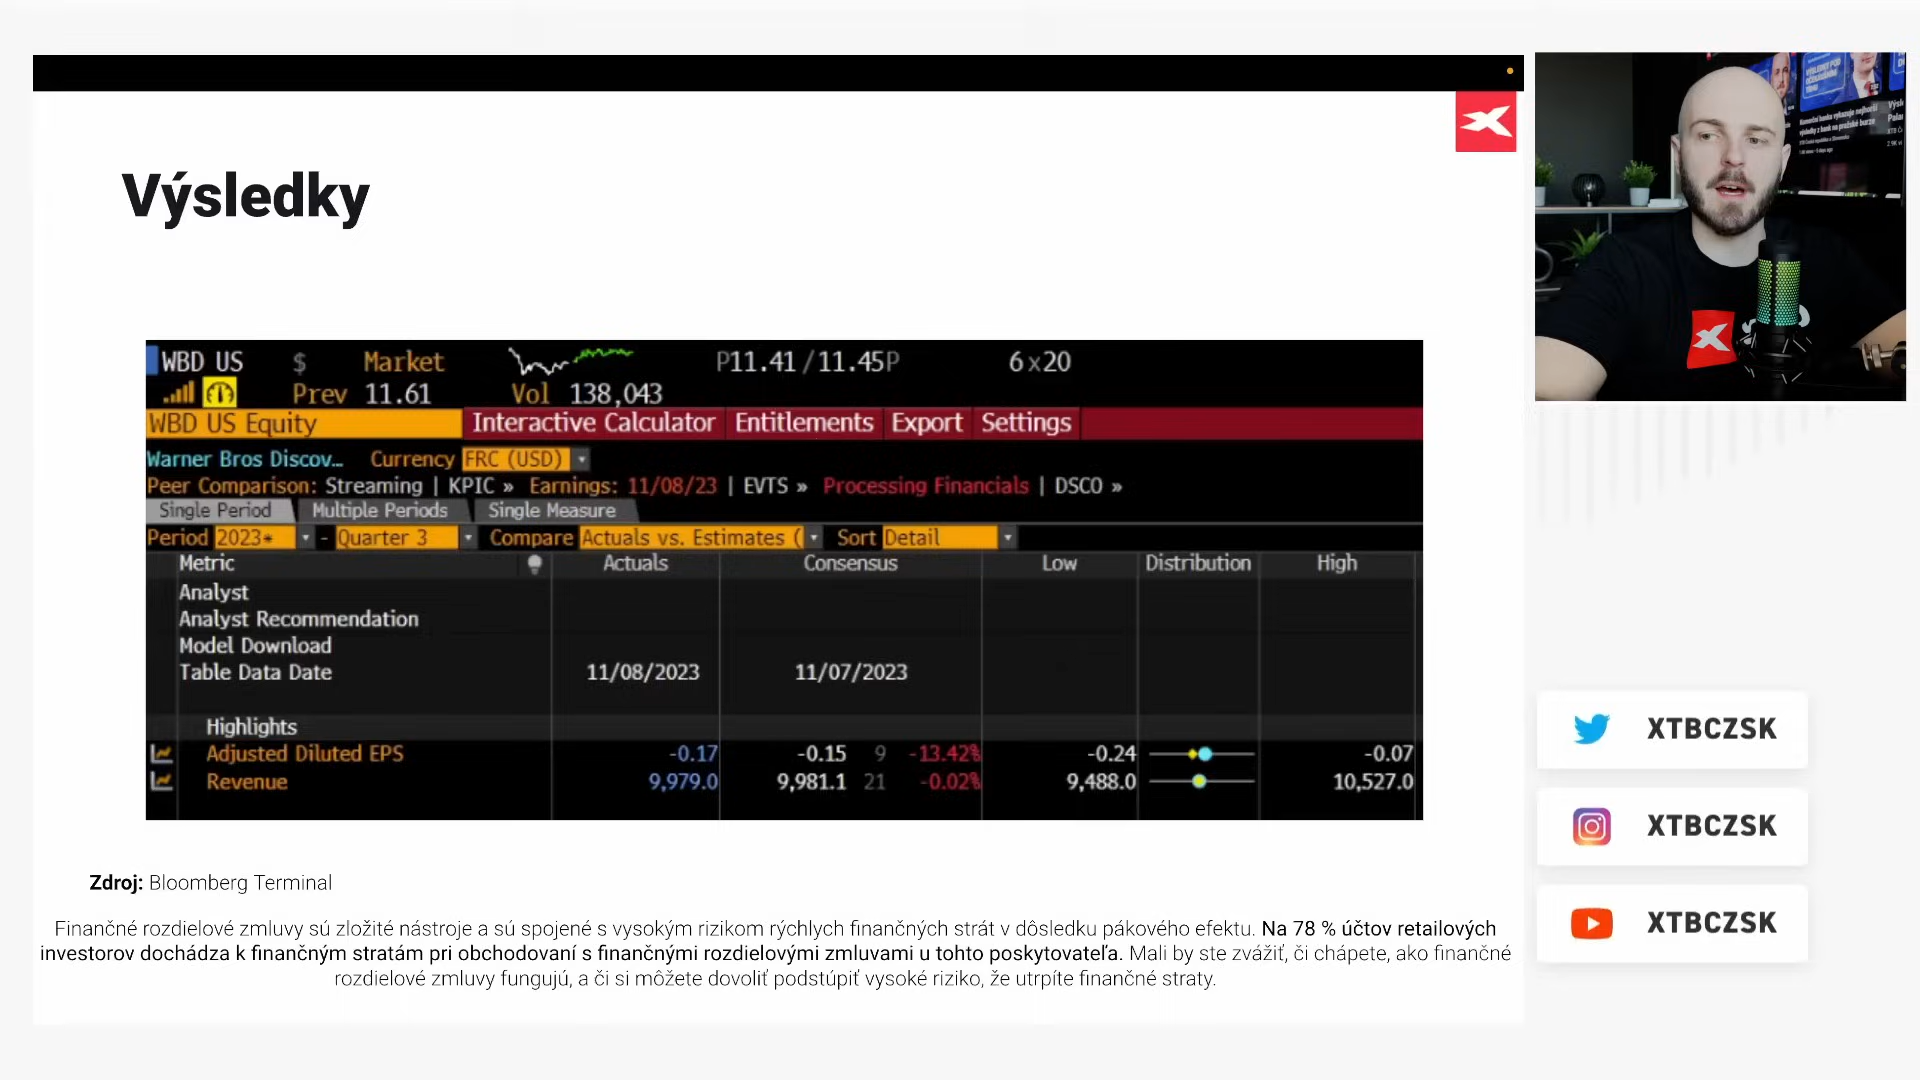 Výsledky
WBD US $ Market P11.41/11.45P 6x20
Prev 11.61 Vol 138,043
WBD US Equity Interactive Calculator Entitlements Export Settings
Warner Bros Discov... Currency FRC (USD)
Peer Comparison: Streaming | KPIC » Earnings: 11/08/23 | EVTS » Processing Financials | DSCO »
Single Period Multiple Periods Single Measure
Period 2023* - Quarter 3 Compare Actuals vs. Estimates ( Sort Detail
Metric Actuals Consensus Low Distribution High
Analyst
Analyst Recommendation
Model Download
Table Data Date 11/08/2023 11/07/2023
Highlights
Adjusted Diluted EPS -0.17 -0.15 9 -13.42% -0.24 -0.07
Revenue 9,979.0 9,981.1 21 -0.02% 9,488.0 10,527.0
Zdroj: Bloomberg Terminal
Finančné rozdielové zmluvy sú zložité nástroje a sú spojené s vysokým rizikom rýchlych finančných strát v dôsledku pákového efektu. Na 78 % účtov retailových
investorov dochádza k finančným stratám pri obchodovaní s finančnými rozdielovými zmluvami u tohto poskytovateľa. Mali by ste zvážiť, či chápete, ako finančné
rozdielové zmluvy fungujú, a či si môžete dovoliť podstúpiť vysoké riziko, že utrpíte finančné straty.
XTBCZSK
XTBCZSK
XTBCZSK